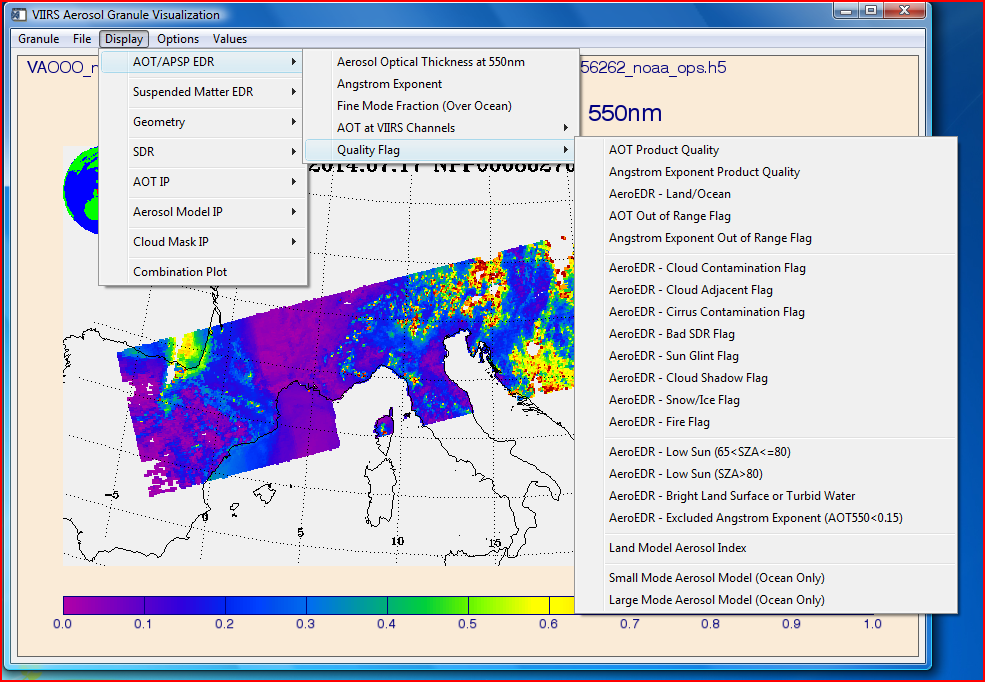 VIIRS Aerosol Granule Visualization
Granule File Display Options Values
VAOOO_
56262_noaa_ops.h5
550nm
AOT/APSP EDR
Suspended Matter EDR
Geometry
SDR
AOT IP
Aerosol Model IP
Cloud Mask IP
Combination Plot
Aerosol Optical Thickness at 550nm
Angstrom Exponent
Fine Mode Fraction (Over Ocean)
AOT at VIIRS Channels
Quality Flag
AOT Product Quality
Angstrom Exponent Product Quality
AeroEDR - Land/Ocean
AOT Out of Range Flag
Angstrom Exponent Out of Range Flag
AeroEDR - Cloud Contamination Flag
AeroEDR - Cloud Adjacent Flag
AeroEDR - Cirrus Contamination Flag
AeroEDR - Bad SDR Flag
AeroEDR - Sun Glint Flag
AeroEDR - Cloud Shadow Flag
AeroEDR - Snow/Ice Flag
AeroEDR - Fire Flag
AeroEDR - Low Sun (65<SZA<=80)
AeroEDR - Low Sun (SZA>80)
AeroEDR - Bright Land Surface or Turbid Water
AeroEDR - Excluded Angstrom Exponent (AOT550<0.15)
Land Model Aerosol Index
Small Mode Aerosol Model (Ocean Only)
Large Mode Aerosol Model (Ocean Only)
2014.07.17
-5
0
5
10
15
0.0 0.1 0.2 0.3 0.4 0.5 0.6 0.7 0.8 0.9 1.0